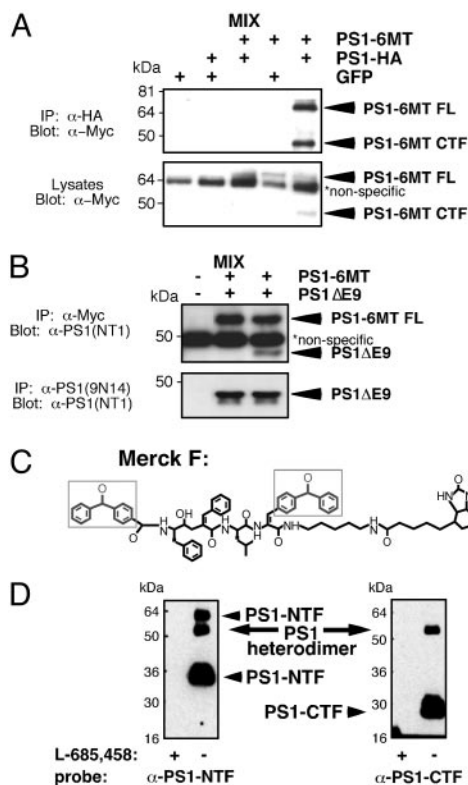 A
MIX
+ + + PS1-6MT
+ + + PS1-HA
+ + + GFP
kDa
81
64
50
IP: α-HA
Blot: α-Myc
PS1-6MT FL
PS1-6MT CTF
Lysates
Blot: α-Myc
64
50
PS1-6MT FL
*non-specific
PS1-6MT CTF
B
MIX
- + + PS1-6MT
- + + PS1ΔE9
kDa
IP: α-Myc
Blot: α-PS1(NT1)
50
PS1-6MT FL
*non-specific
PS1ΔE9
IP: α-PS1(9N14)
Blot: α-PS1(NT1)
50
PS1ΔE9
C
Merck F:
O
O
OH
O
H
N
N
H
O
H
N
O
N
H
O
NH
H
N
O
O
HN
D
kDa
64
50
36
30
16
PS1-NTF
PS1
heterodimer
PS1-NTF
PS1-CTF
kDa
64
50
36
30
16
L-685,458: + - + -
probe: α-PS1-NTF α-PS1-CTF